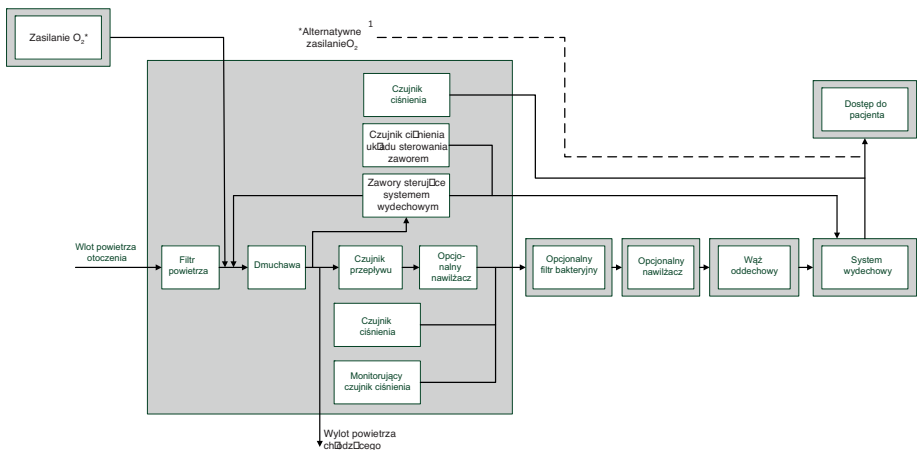 Zasilanie O2*
*Alternatywne 1
zasilanieO2
Czujnik
ciśnienia
Dostęp do
pacjenta
Czujnik ci□nienia
uk□adu sterowania
zaworem
Zawory steruj□ce
systemem
wydechowym
Wlot powietrza
otoczenia
Filtr
powietrza
Dmuchawa
Czujnik
przepływu
Opcjo-
nalny
nawilżacz
Opcjonalny
filtr bakteryjny
Opcjonalny
nawilżacz
Wąż
oddechowy
System
wydechowy
Czujnik
ciśnienia
Monitorujący
czujnik ciśnienia
Wylot powietrza
ch□odz□cego